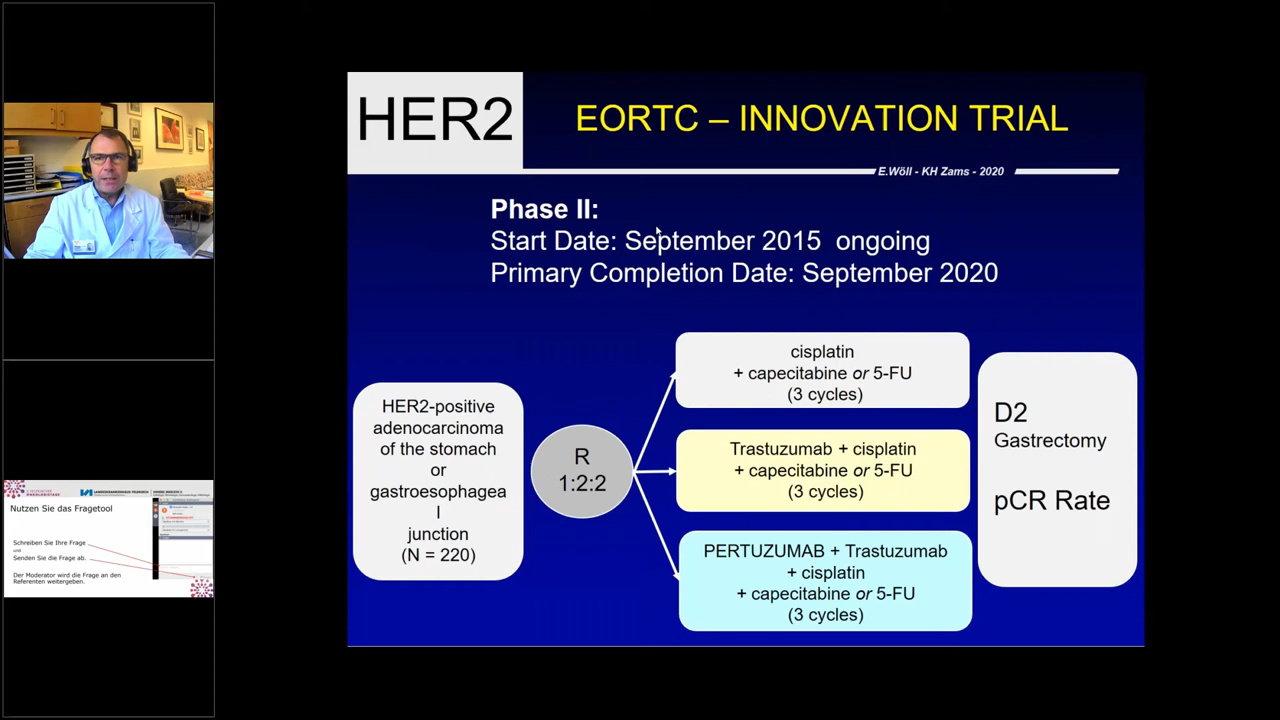 HER2
EORTC – INNOVATION TRIAL
E.Wöll - KH Zams - 2020
Phase II:
Start Date: September 2015 ongoing
Primary Completion Date: September 2020
HER2-positive
adenocarcinoma
of the stomach
or
gastroesophagea
l
junction
(N = 220)
R
1:2:2
cisplatin
+ capecitabine or 5-FU
(3 cycles)
Trastuzumab + cisplatin
+ capecitabine or 5-FU
(3 cycles)
PERTUZUMAB + Trastuzumab
+ cisplatin
+ capecitabine or 5-FU
(3 cycles)
D2
Gastrectomy
pCR Rate
Nutzen Sie das Fragetool
Schreiben Sie Ihre Frage
und
Senden Sie die Frage ab.
Der Moderator wird die Frage an den
Referenten weitergeben.